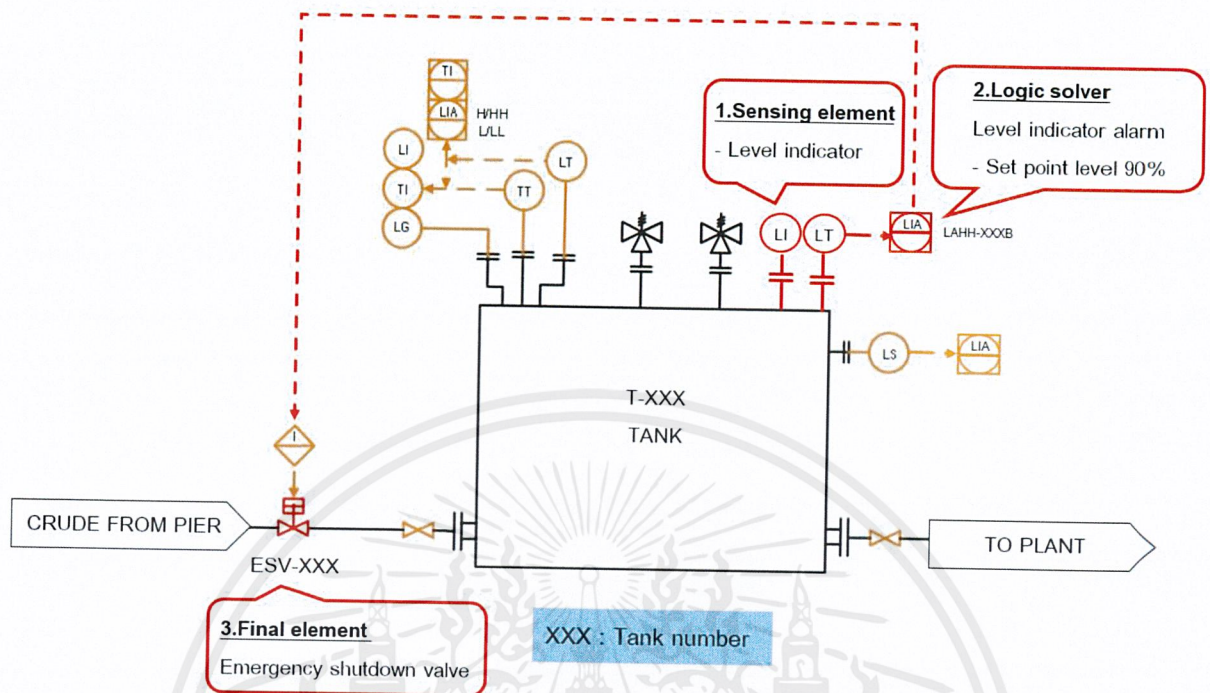 TI
LIA
H/HH
L/LL
LI
TI
LG
LT
TT
1.Sensing element
- Level indicator
2.Logic solver
Level indicator alarm
- Set point level 90%
LI
LT
LIA
LAHH-XXXB
LS
LIA
T-XXX
TANK
I
CRUDE FROM PIER
ESV-XXX
TO PLANT
3.Final element
Emergency shutdown valve
XXX : Tank number